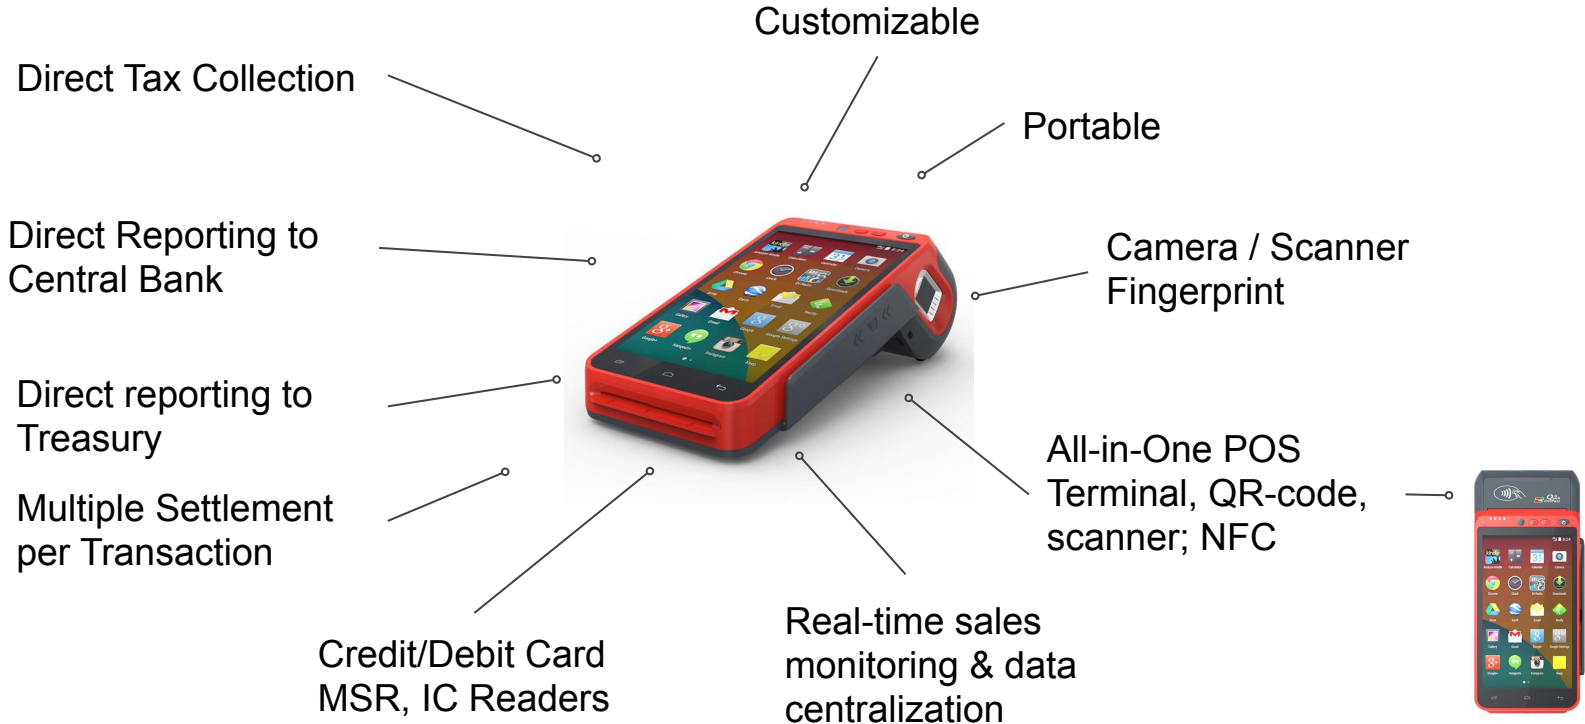 Customizable
Direct Tax Collection
Portable
Direct Reporting to
Central Bank
Camera / Scanner
Fingerprint
Direct reporting to
Treasury
All-in-One POS
Terminal, QR-code,
scanner; NFC
Multiple Settlement
per Transaction
Real-time sales
monitoring & data
centralization
Credit/Debit Card
MSR, IC Readers